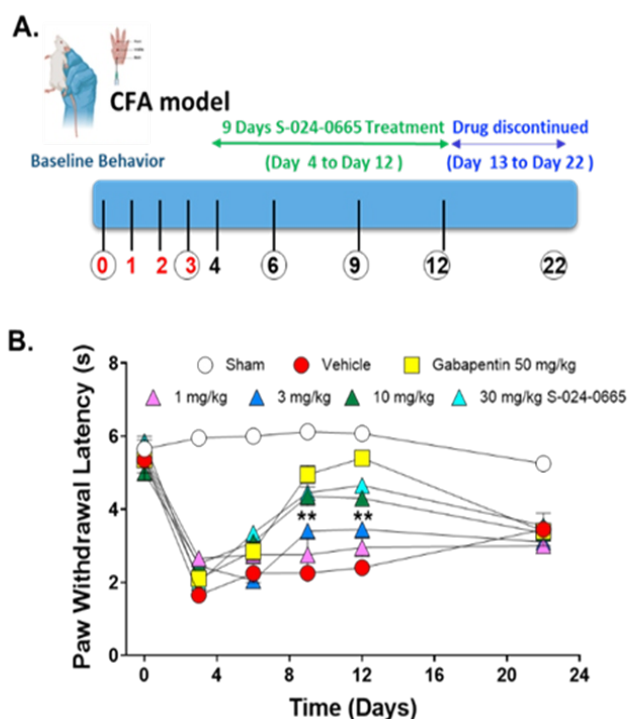 A.
CFA model
9 Days S-024-0665 Treatment Drug discontinued
Baseline Behavior (Day 4 to Day 12 ) (Day 13 to Day 22 )
0 1 2 3 4 6 9 12 22
B.
Paw Withdrawal Latency (s)
Sham Vehicle Gabapentin 50 mg/kg
1 mg/kg 3 mg/kg 10 mg/kg 30 mg/kg S-024-0665
8
6
4
2
0
** **
0 4 8 12 16 20 24
Time (Days)